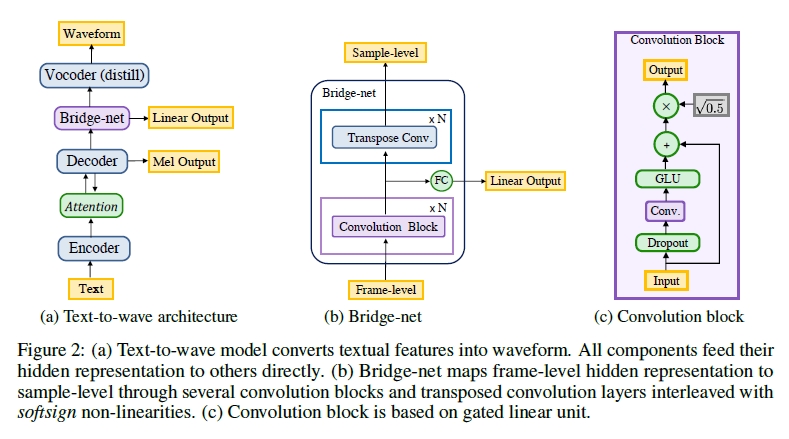 Waveform
Vocoder (distill)
Bridge-net
Linear Output
Decoder
Mel Output
Attention
Encoder
Text
(a) Text-to-wave architecture
Sample-level
Bridge-net
x N
Transpose Conv.
FC
Linear Output
x N
Convolution Block
Frame-level
(b) Bridge-net
Convolution Block
Output
×
√0.5
+
GLU
Conv.
Dropout
Input
(c) Convolution block
Figure 2: (a) Text-to-wave model converts textual features into waveform. All components feed their
hidden representation to others directly. (b) Bridge-net maps frame-level hidden representation to
sample-level through several convolution blocks and transposed convolution layers interleaved with
softsign non-linearities. (c) Convolution block is based on gated linear unit.